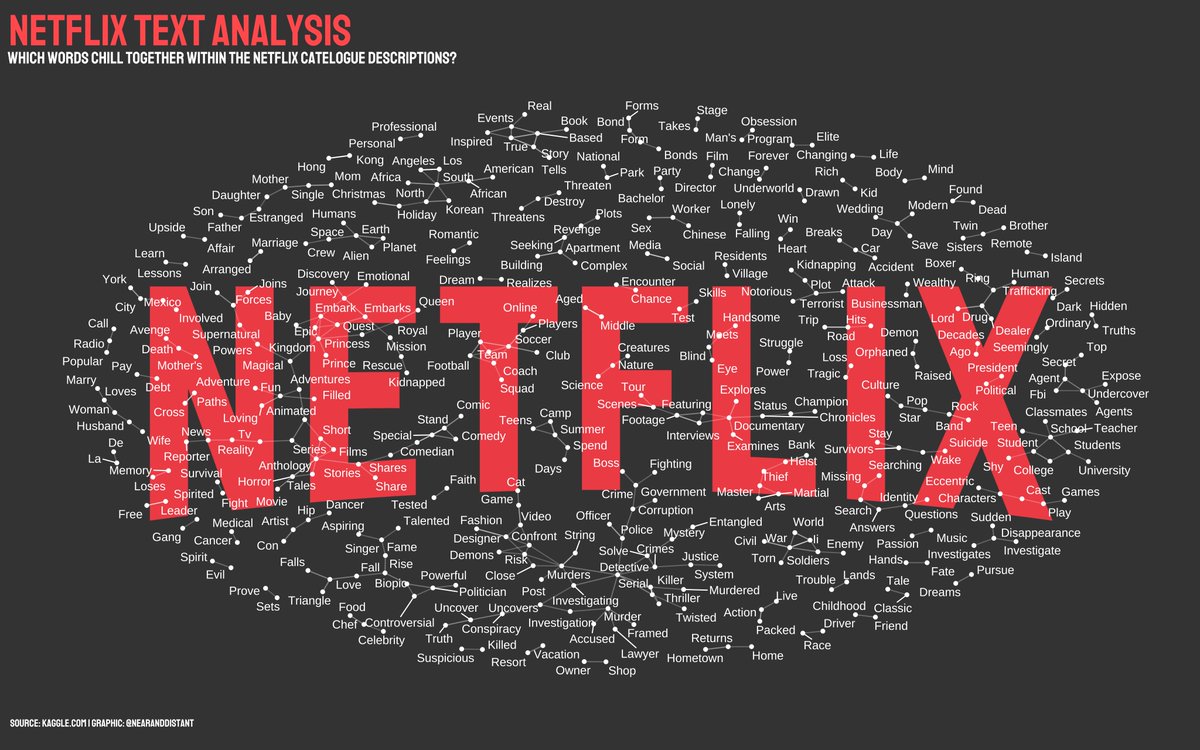 NETFLIX TEXT ANALYSIS
WHICH WORDS CHILL TOGETHER WITHIN THE NETFLIX CATELOGUE DESCRIPTIONS?
NETFLIX
Real
Events
Book
Inspired
Based
True
Story
Tells
Forms
Bond
Form
Bonds
Stage
Takes
Obsession
Man's
Program
Elite
Changing
Life
Professional
Personal
Hong
Kong
Angeles
Los
American
South
African
Africa
North
Christmas
Holiday
Korean
National
Park
Party
Bachelor
Film
Director
Forever
Change
Underworld
Drawn
Rich
Kid
Body
Mind
Mother
Mom
Daughter
Single
Son
Father
Estranged
Threaten
Destroy
Threatens
Plots
Revenge
Seeking
Apartment
Building
Complex
Worker
Sex
Chinese
Lonely
Falling
Win
Heart
Wedding
Modern
Day
Save
Found
Dead
Upside
Affair
Humans
Space
Earth
Crew
Alien
Planet
Romantic
Feelings
Media
Social
Residents
Village
Breaks
Car
Accident
Twin
Brother
Sisters
Remote
Island
Learn
Lessons
Marriage
Arranged
Discovery
Emotional
Journey
Embark
Embarks
Dream
Realizes
Encounter
Chance
Kidnapping
Plot
Notorious
Terrorist
Attack
Businessman
Wealthy
Boxer
Ring
Human
Trafficking
Secrets
Dark
York
City
Mexico
Join
Joins
Forces
Involved
Baby
Epic
Quest
Princess
Prince
Queen
Royal
Mission
Rescue
Kidnapped
Online
Player
Players
Soccer
Team
Club
Football
Coach
Squad
Aged
Middle
Skills
Test
Handsome
Meets
Blind
Eye
Trip
Hits
Road
Lord
Drug
Dealer
Decades
Ago
Ordinary
Seemingly
Hidden
Truths
Call
Radio
Popular
Avenge
Death
Mother's
Pay
Debt
Supernatural
Powers
Magical
Kingdom
Creatures
Nature
Science
Struggle
Power
Loss
Tragic
Demon
Orphaned
Raised
President
Political
Secret
Agent
Fbi
Top
Expose
Undercover
Agents
Marry
Loves
Adventure
Paths
Cross
Fun
Adventures
Filled
Loving
Animated
Tour
Scenes
Featuring
Footage
Interviews
Explores
Status
Documentary
Examines
Champion
Chronicles
Culture
Pop
Star
Rock
Band
Classmates
School
Teacher
Teen
Student
Students
College
University
Shy
Woman
Husband
Wife
News
Reporter
Tv
Reality
Short
Series
Films
Stories
Shares
Share
Anthology
Horror
Tales
Movie
Comic
Stand
Special
Comedy
Comedian
Teens
Camp
Summer
Spend
Days
Stay
Survivors
Suicide
Wake
Searching
De
La
Memory
Loses
Survival
Fight
Spirited
Leader
Free
Gang
Boss
Fighting
Crime
Government
Corruption
Bank
Heist
Thief
Master
Martial
Arts
Missing
Search
Answers
Identity
Questions
Eccentric
Characters
Cast
Games
Play
Faith
Tested
Cat
Game
Video
Medical
Cancer
Artist
Hip
Con
Dancer
Aspiring
Singer
Talented
Fame
Rise
Fashion
Designer
Demons
Confront
Risk
Close
String
Murders
Officer
Police
Solve
Crimes
Detective
Serial
Mystery
Entangled
Justice
System
Killer
Murdered
Thriller
Twisted
World
Civil
War
Ii
Torn
Soldiers
Enemy
Passion
Music
Sudden
Disappearance
Investigates
Investigate
Hands
Fate
Spirit
Evil
Falls
Fall
Love
Triangle
Biopic
Powerful
Politician
Controversial
Post
Investigating
Investigation
Murder
Accused
Framed
Lawyer
Trouble
Lands
Tale
Classic
Pursue
Dreams
Prove
Sets
Food
Chef
Celebrity
Uncover
Uncovers
Truth
Conspiracy
Suspicious
Killed
Resort
Vacation
Owner
Shop
Live
Action
Packed
Childhood
Friend
Driver
Race
Returns
Hometown
Home
SOURCE: KAGGLE.COM | GRAPHIC: @NEARANDDISTANT